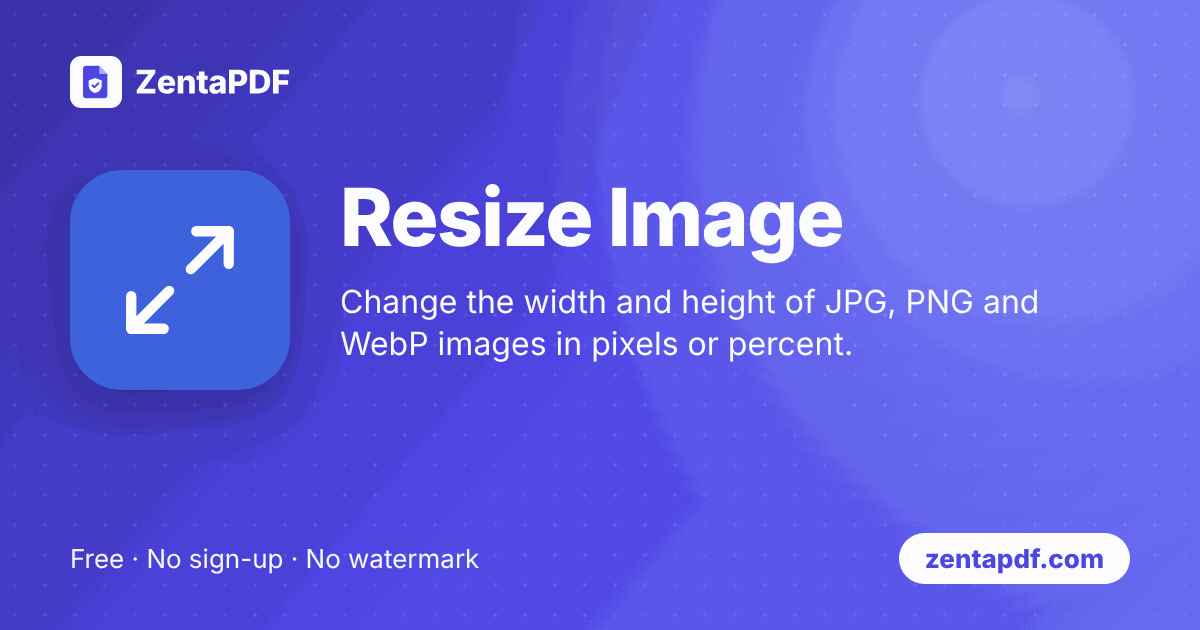 ZentaPDF
Resize Image
Change the width and height of JPG, PNG and
WebP images in pixels or percent.
Free · No sign-up · No watermark
zentapdf.com